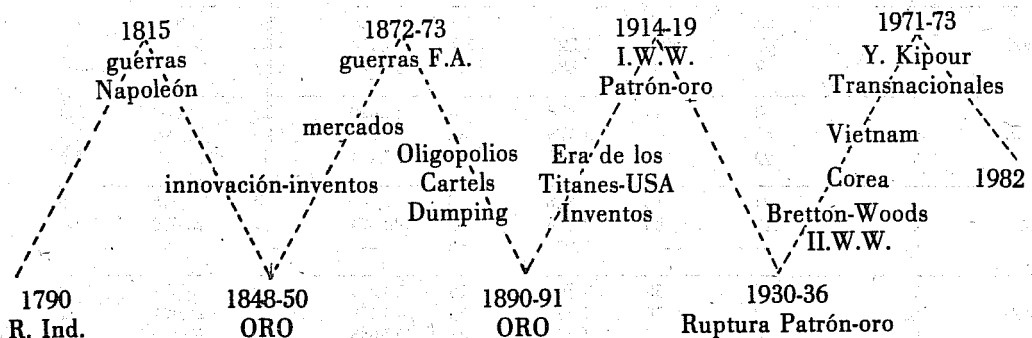 1815
guerras
Napoleón
1872-73
guerras F.A.
mercados
innovación-inventos
Oligopolios
Cartels
Dumping
1914-19
I.W.W.
Patrón-oro
Era de los
Titanes-USA
Inventos
1971-73
Y. Kipour
Transnacionales
Vietnam
Corea
Bretton-Woods
II.W.W.
1982
1790
R. Ind.
1848-50
ORO
1890-91
ORO
1930-36
Ruptura Patrón-oro